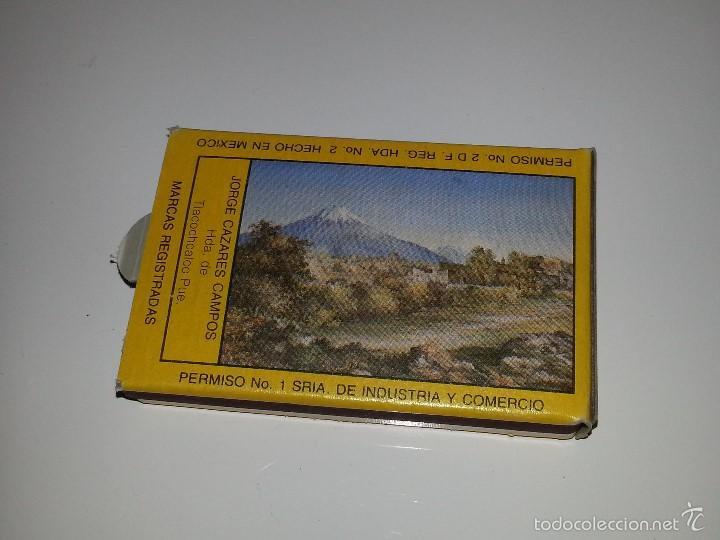 PERMISO No. 2 D.F. REG. HDA. No. 2 HECHO EN MEXICO
JORGE CAZARES CAMPOS
Hda. de
Tlacochcaloc Pue.
MARCAS REGISTRADAS
PERMISO No. 1 SRIA. DE INDUSTRIA Y COMERCIO
todocoleccion.net